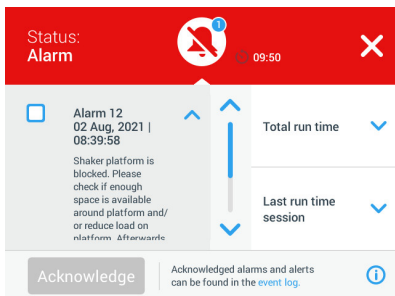 Status:
Alarm
1
09:50
Alarm 12
02 Aug, 2021 |
08:39:58
Shaker platform is
blocked. Please
check if enough
space is available
around platform and/
or reduce load on
platform. Afterwards
Total run time
Last run time
session
Acknowledge
Acknowledged alarms and alerts
can be found in the event log.